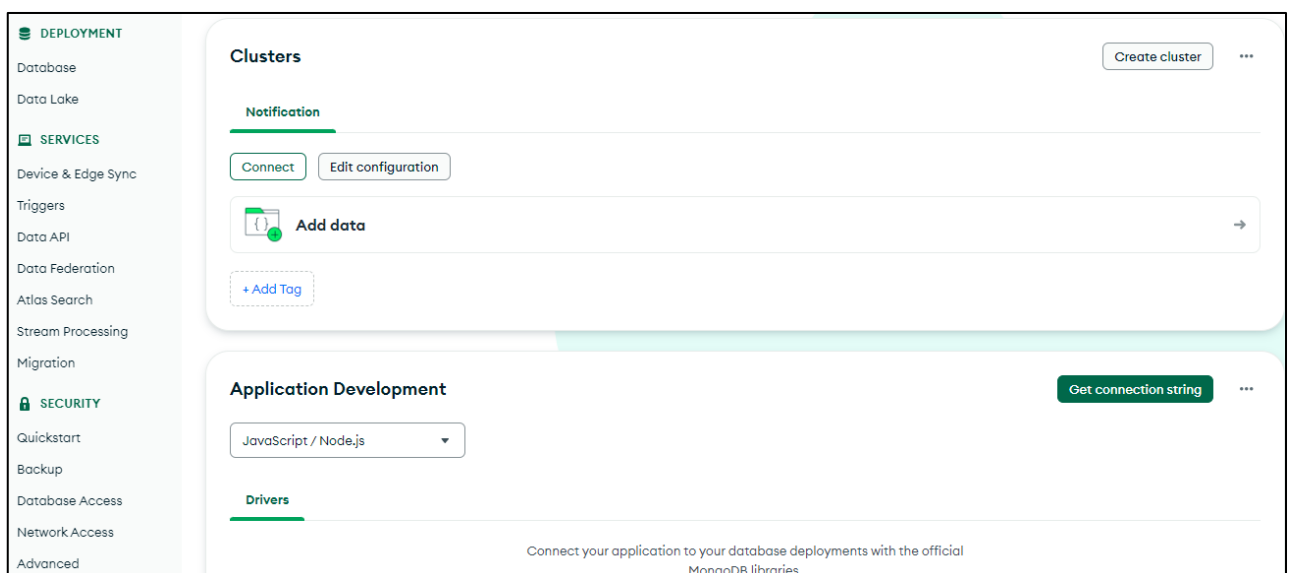 DEPLOYMENT
Database
Data Lake
SERVICES
Device & Edge Sync
Triggers
Data API
Data Federation
Atlas Search
Stream Processing
Migration
SECURITY
Quickstart
Backup
Database Access
Network Access
Advanced
Clusters
Create cluster
Notification
Connect
Edit configuration
Add data
+ Add Tag
Application Development
Get connection string
JavaScript / Node.js
Drivers
Connect your application to your database deployments with the official
MongoDB libraries